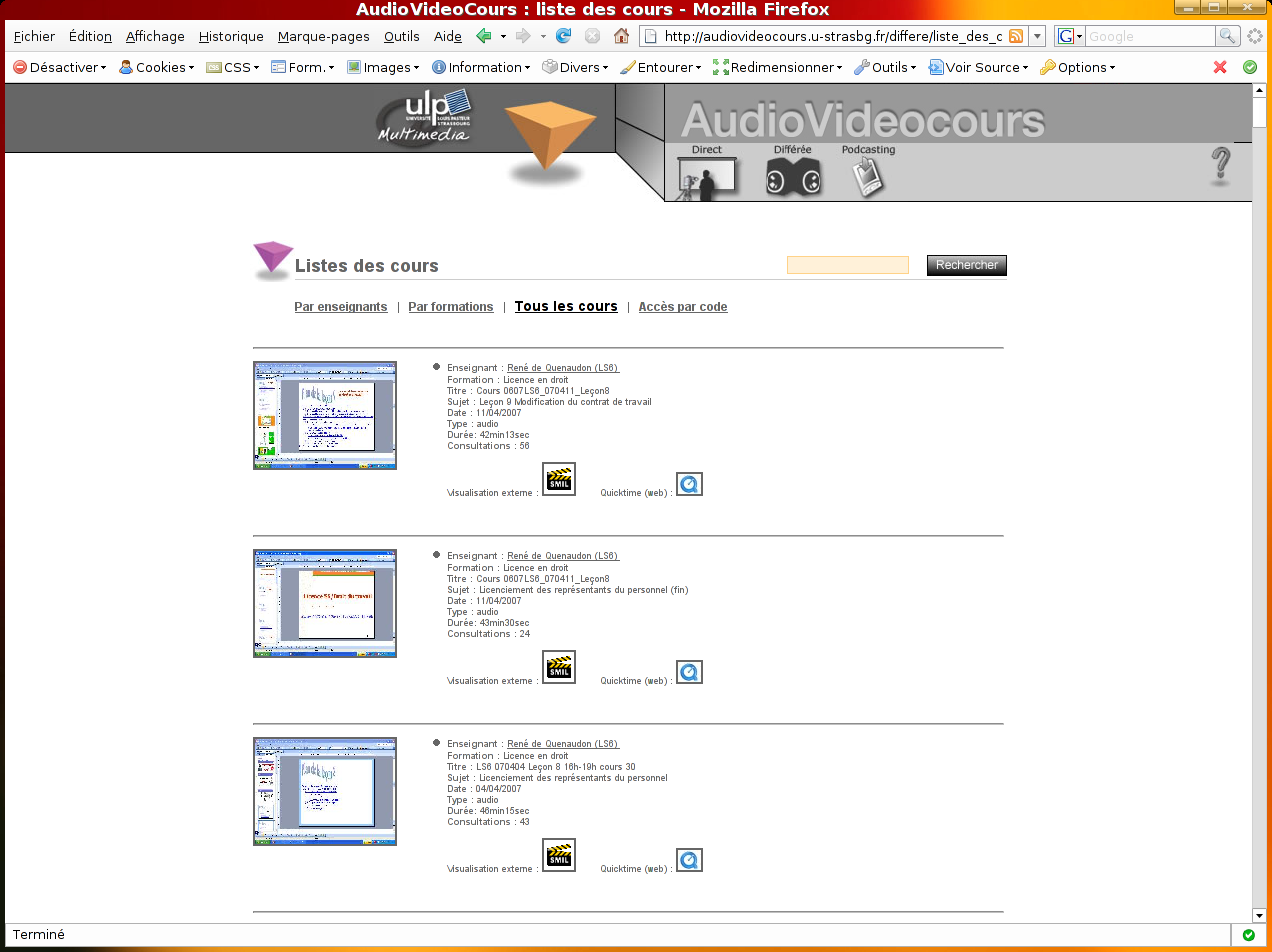 AudioVideoCours : liste des cours - Mozilla Firefox
Fichier Édition Affichage Historique Marque-pages Outils Aide http://audiovideocours.u-strasbg.fr/differe/liste_des_c G Google
Désactiver Cookies CSS Form. Images Information Divers Entourer Redimensionner Outils Voir Source Options
ulp
UNIVERSITÉ LOUIS PASTEUR
STRASBOURG
Multimedia
AudioVideocours
Direct Différée Podcasting
?
Listes des cours Rechercher
Par enseignants | Par formations | Tous les cours | Accès par code
Enseignant : René de Quenaudon (LS6)
Formation : Licence en droit
Titre : Cours 0607LS6_070411_Leçon8
Sujet : Leçon 9 Modification du contrat de travail
Date : 11/04/2007
Type : audio
Durée: 42min13sec
Consultations : 56
Visualisation externe : SMIL Quicktime (web) :
Enseignant : René de Quenaudon (LS6)
Formation : Licence en droit
Titre : Cours 0607LS6_070411_Leçon8
Sujet : Licenciement des représentants du personnel (fin)
Date : 11/04/2007
Type : audio
Durée: 43min30sec
Consultations : 24
Visualisation externe : SMIL Quicktime (web) :
Enseignant : René de Quenaudon (LS6)
Formation : Licence en droit
Titre : LS6 070404 Leçon 8 16h-19h cours 30
Sujet : Licenciement des représentants du personnel
Date : 04/04/2007
Type : audio
Durée: 46min15sec
Consultations : 43
Visualisation externe : SMIL Quicktime (web) :
Terminé